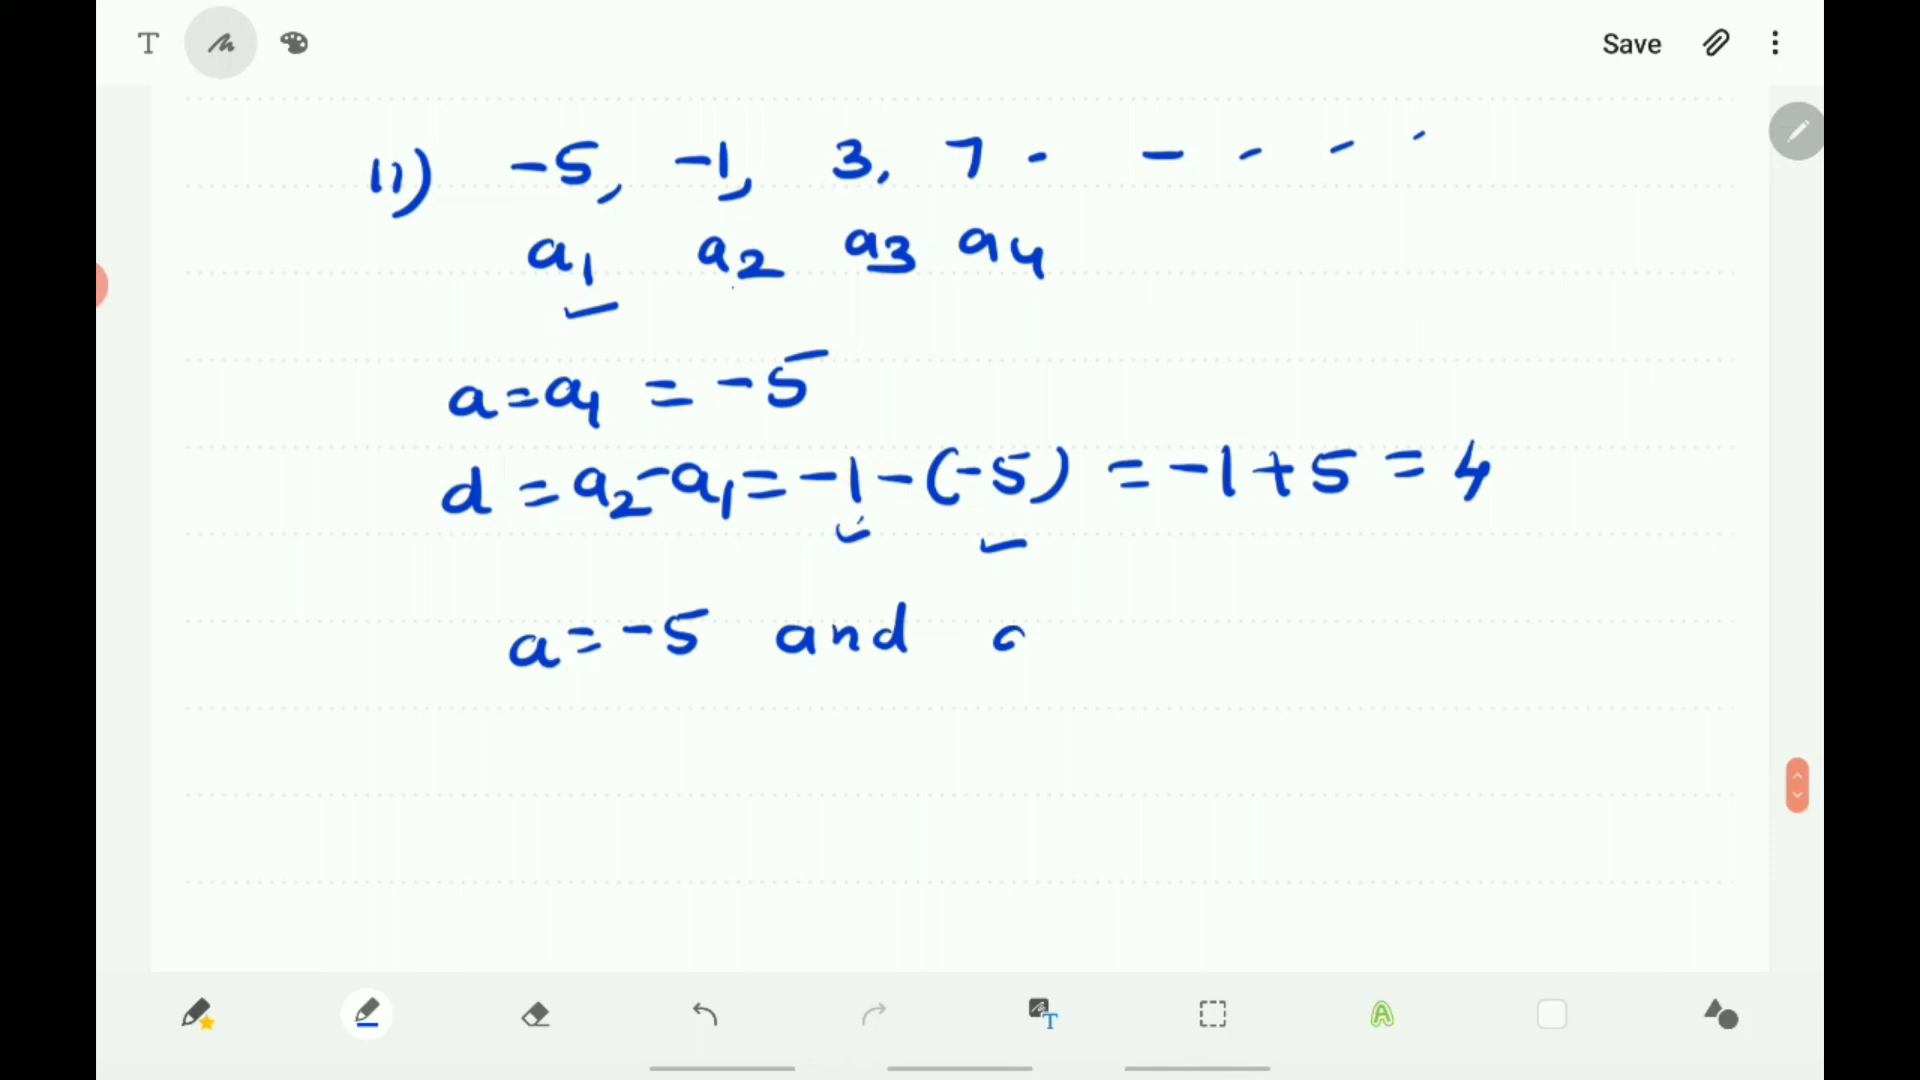 T Save
ii) -5, -1, 3, 7 - - - - -
a1 a2 a3 a4
a=a1 = -5
d = a2-a1 = -1-(-5) = -1+5 = 4
a=-5 and
T
A